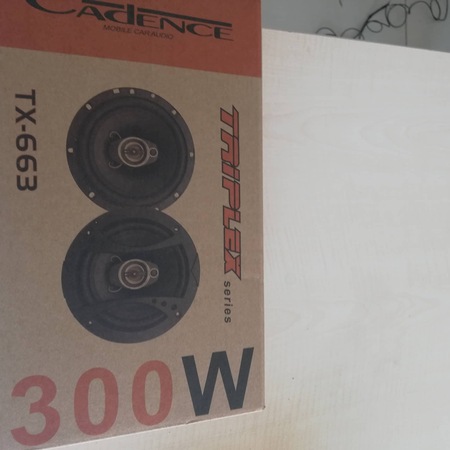 CADENCE
MOBILE CAR AUDIO
TRIPLEX
series
TX-663
300W